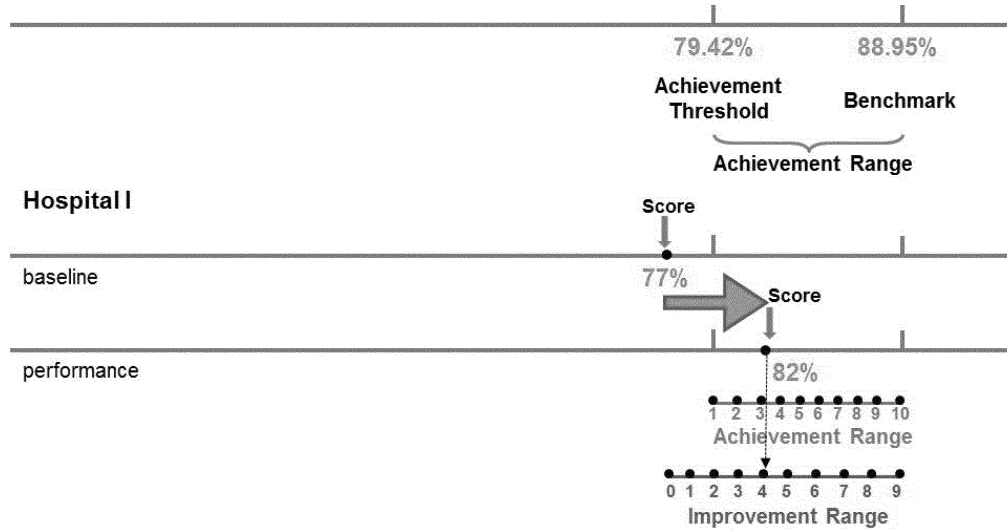 79.42% 88.95%
Achievement
Threshold
Benchmark
Achievement Range
Hospital I
Score
baseline
77%
Score
performance
82%
1 2 3 4 5 6 7 8 9 10
Achievement Range
0 1 2 3 4 5 6 7 8 9
Improvement Range